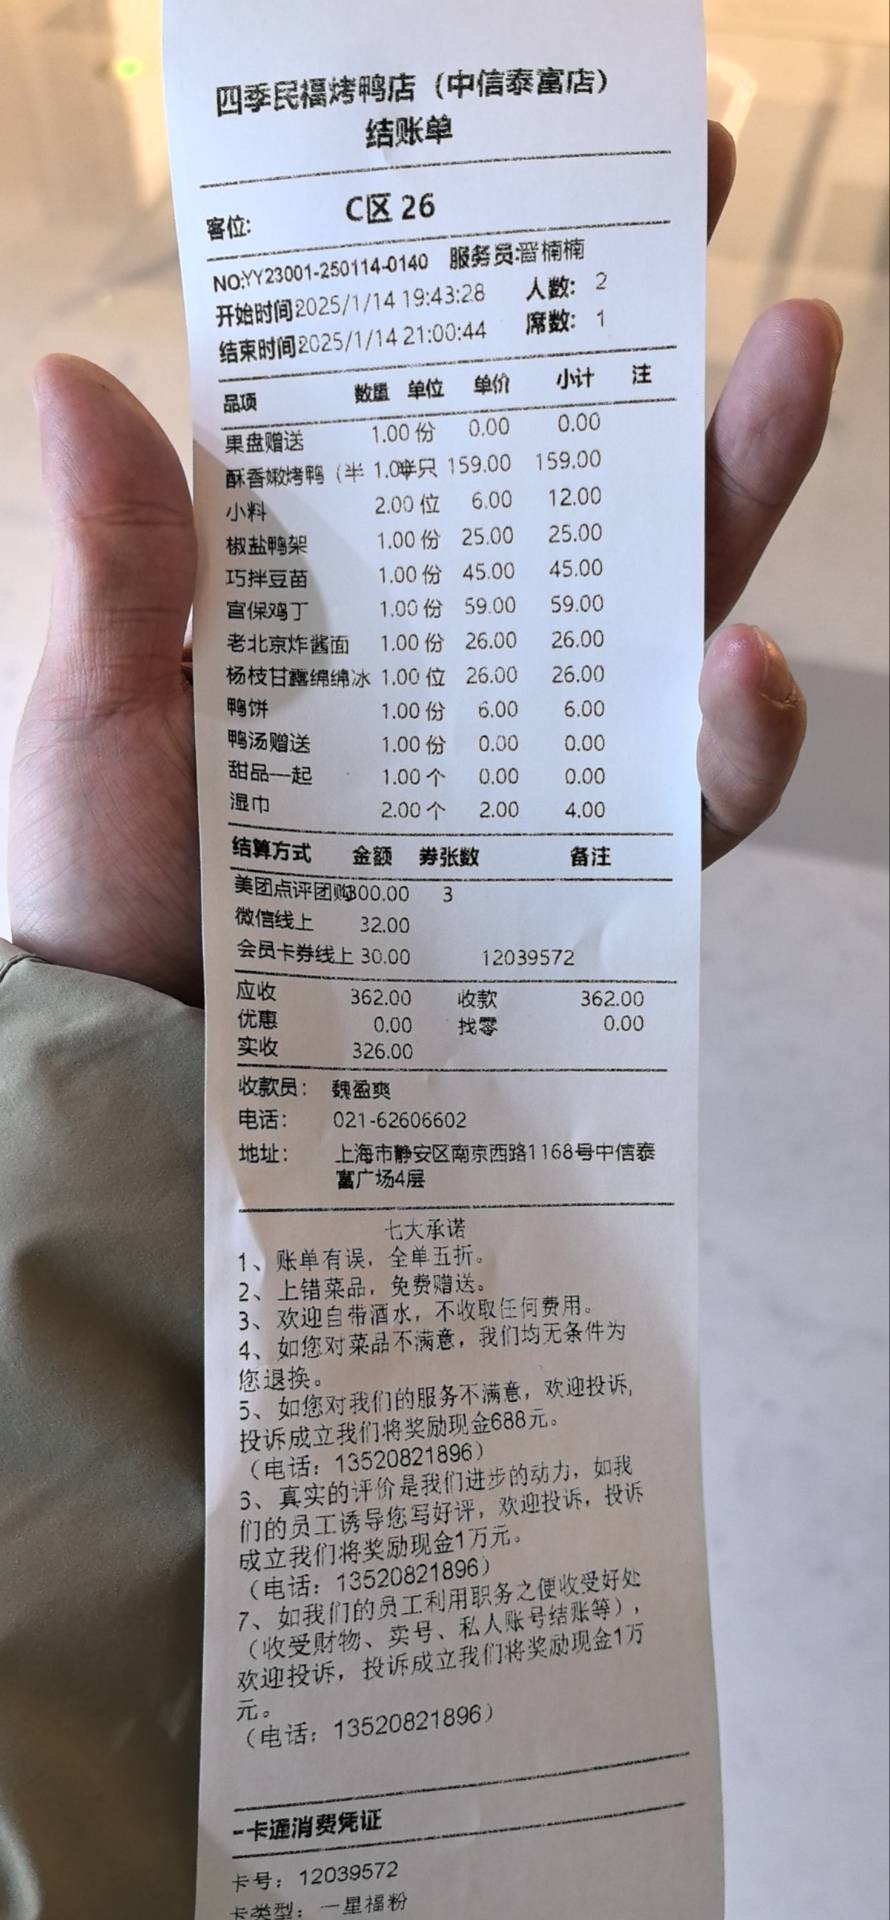 四季民福烤鸭店（中信泰富店）
结账单
客位: C区 26
NO:YY23001-250114-0140 服务员:晋楠楠
开始时间2025/1/14 19:43:28 人数: 2
结束时间2025/1/14 21:00:44 席数: 1
品项 数量 单位 单价 小计 注
果盘赠送 1.00 份 0.00 0.00
酥香嫩烤鸭（半 1.00半只 159.00 159.00
小料 2.00 位 6.00 12.00
椒盐鸭架 1.00 份 25.00 25.00
巧拌豆苗 1.00 份 45.00 45.00
宫保鸡丁 1.00 份 59.00 59.00
老北京炸酱面 1.00 份 26.00 26.00
杨枝甘露绵绵冰 1.00 位 26.00 26.00
鸭饼 1.00 份 6.00 6.00
鸭汤赠送 1.00 份 0.00 0.00
甜品一起 1.00 个 0.00 0.00
湿巾 2.00 个 2.00 4.00
结算方式 金额 券张数 备注
美团点评团购300.00 3
微信线上 32.00
会员卡券线上 30.00 12039572
应收 362.00 收款 362.00
优惠 0.00 找零 0.00
实收 326.00
收款员: 魏盈爽
电话: 021-62606602
地址: 上海市静安区南京西路1168号中信泰
富广场4层
七大承诺
1、账单有误，全单五折。
2、上错菜品，免费赠送。
3、欢迎自带酒水，不收取任何费用。
4、如您对菜品不满意，我们均无条件为
您退换。
5、如您对我们的服务不满意，欢迎投诉,
投诉成立我们将奖励现金688元。
（电话：13520821896）
6、真实的评价是我们进步的动力，如我
们的员工诱导您写好评，欢迎投诉，投诉
成立我们将奖励现金1万元。
（电话：13520821896）
7、如我们的员工利用职务之便收受好处
（收受财物、卖号、私人账号结账等），
欢迎投诉，投诉成立我们将奖励现金1万
元。
（电话：13520821896）
一卡通消费凭证
卡号：12039572
卡类型：一星福粉